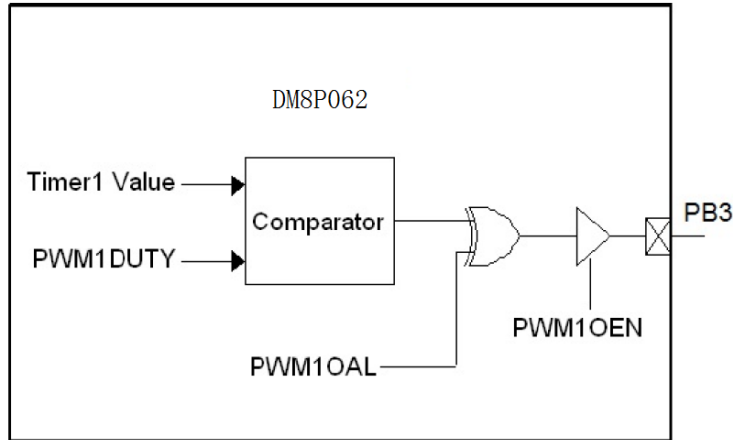 DM8P062
Timer1 Value
Comparator
PB3
PWM1DUTY
PWM1OEN
PWM1OAL